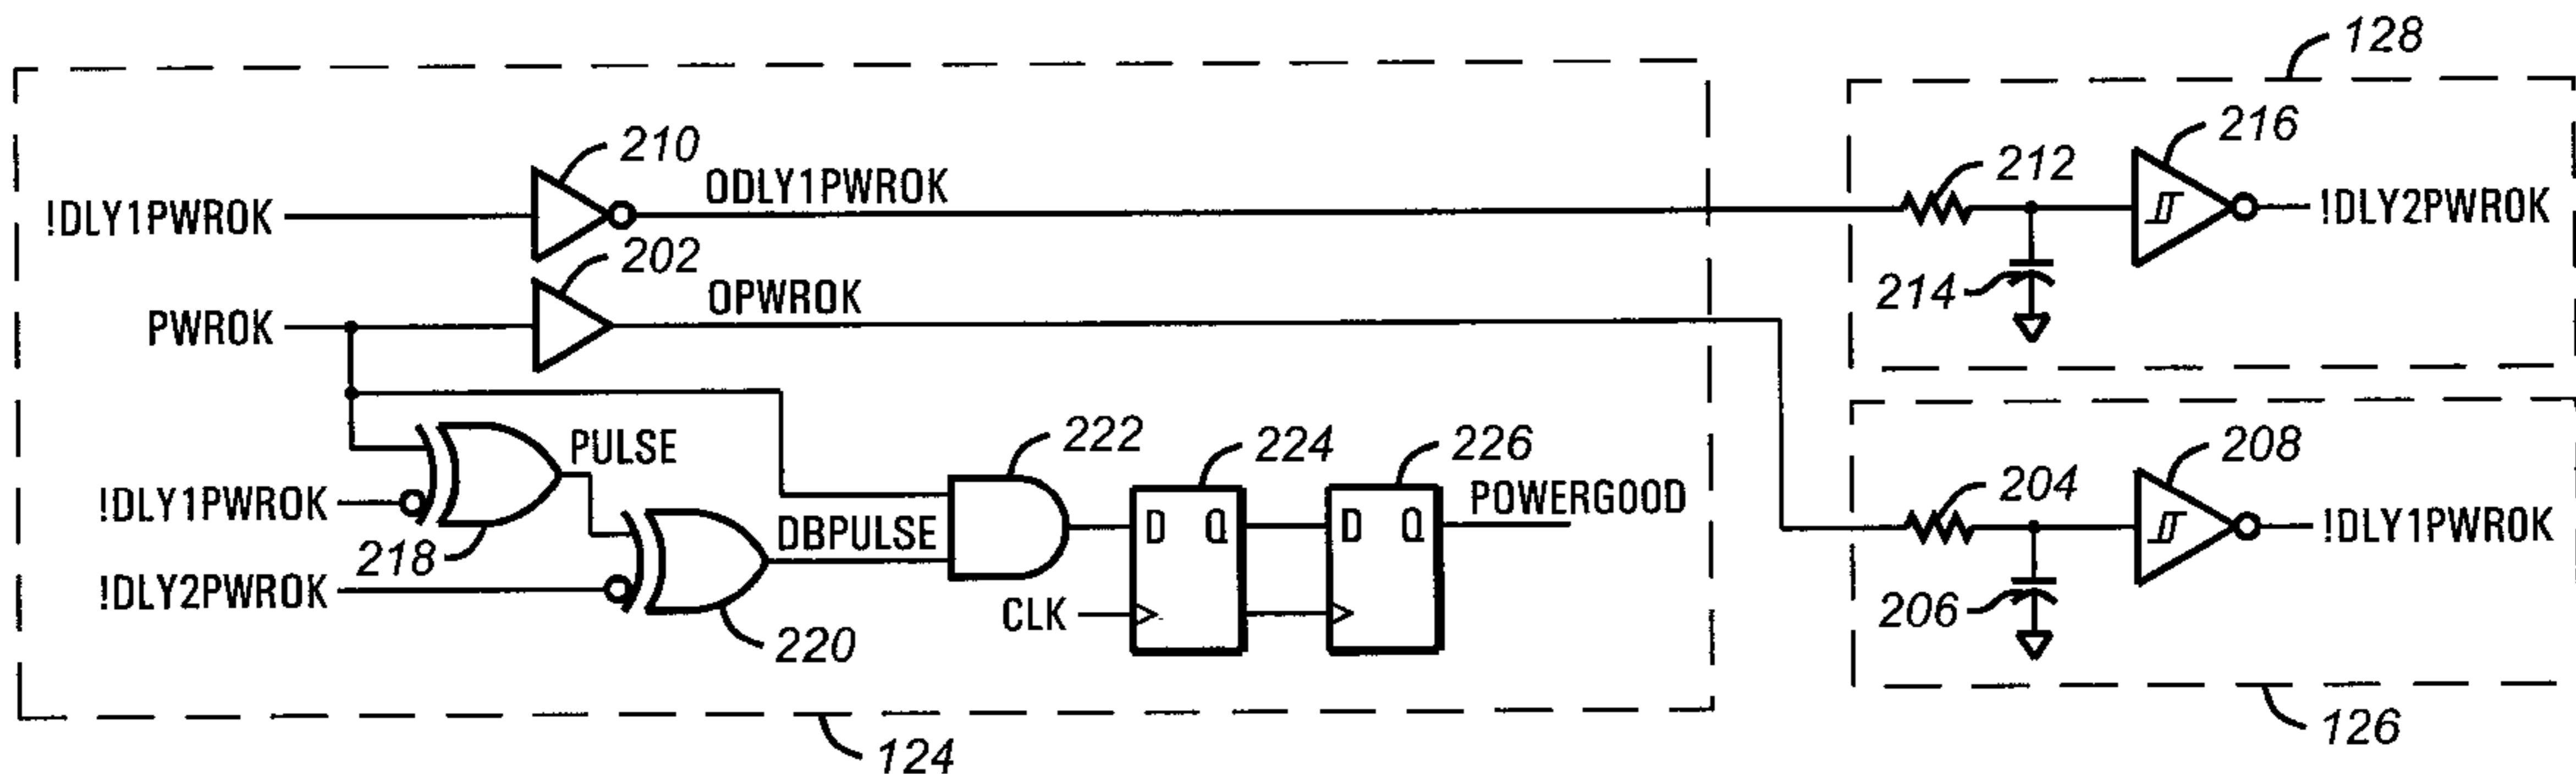 128
210
216
!DLY1PWROK
ODLY1PWROK
212
!DLY2PWROK
202
OPWROK
214
PWROK
222
224
226
208
PULSE
POWERGOOD
204
!DLY1PWROK
218
DBPULSE
D Q
D Q
!DLY1PWROK
!DLY2PWROK
CLK
206
220
124
126